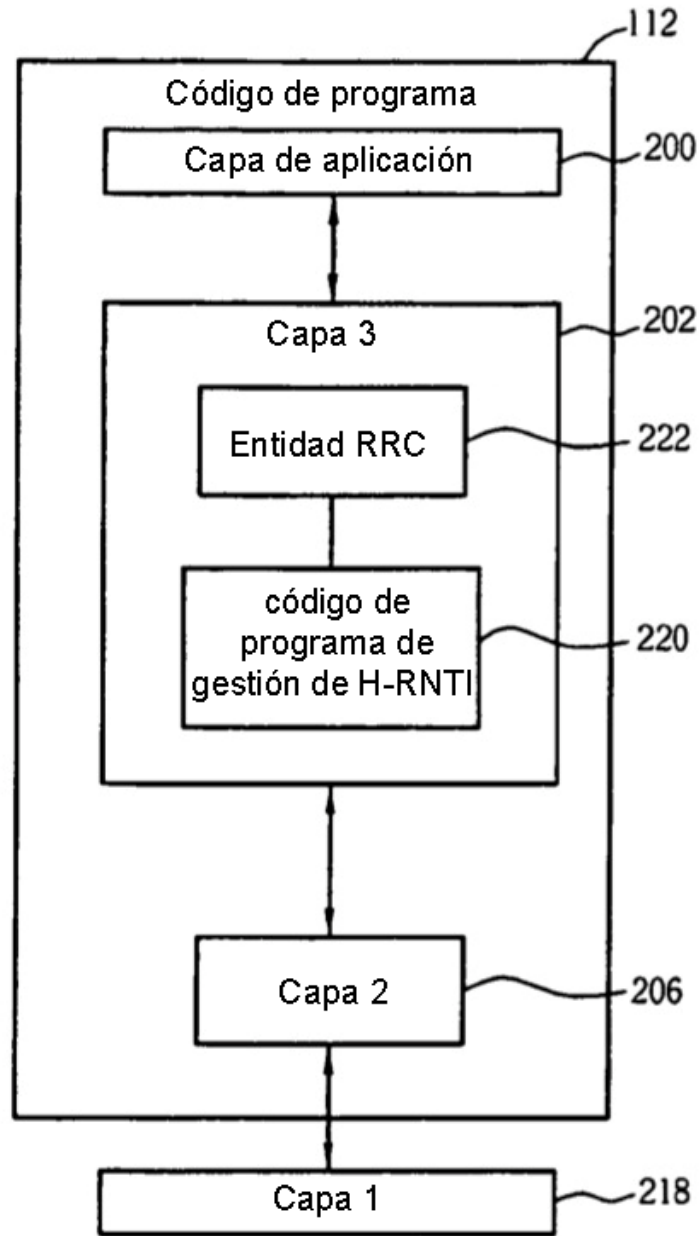 112
Código de programa
Capa de aplicación
200
Capa 3
202
Entidad RRC
222
código de
programa de
gestión de H-RNTI
220
Capa 2
206
Capa 1
218